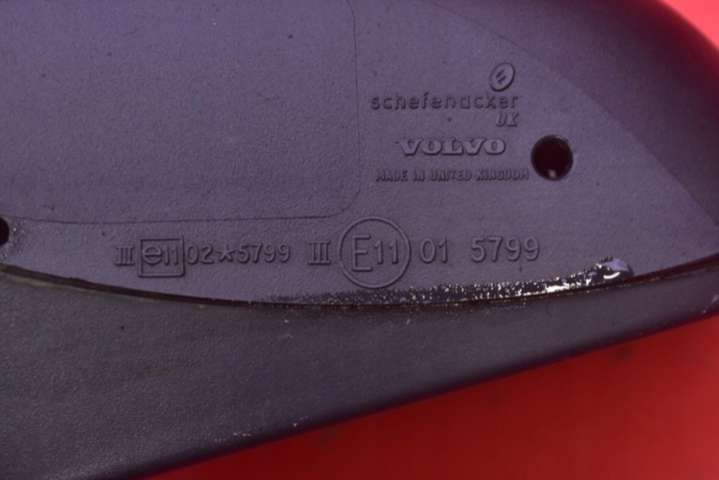 schefenacker
UK
VOLVO
MADE IN UNITED KINGDOM
III e11 02*5799 III E11 01 5799